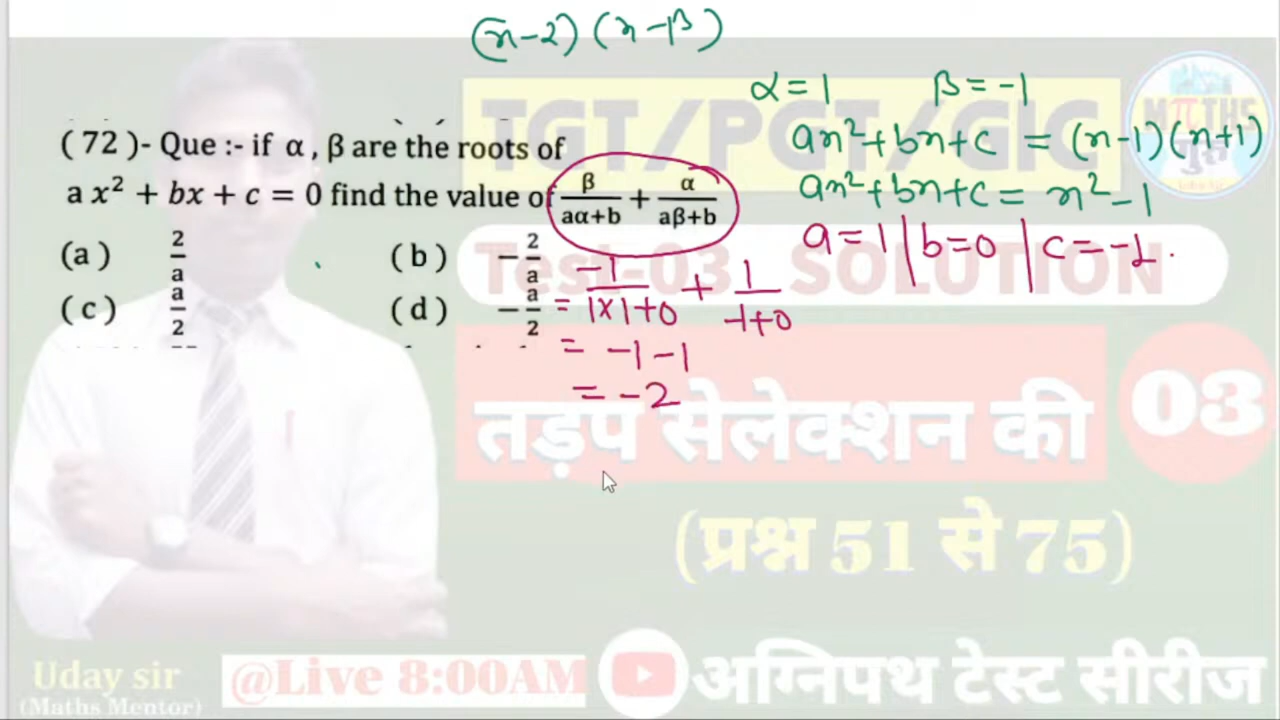 (x-2) (x-β)
TGT/PGT/GIC
MπTHS
गुरु
α = 1 β = -1
ax²+bx+c = (x-1)(x+1)
ax²+bx+c = x²-1
a = 1 | b=0 | c = -1.
(72)- Que :- if α , β are the roots of
a x² + bx + c = 0 find the value of β/(aα+b) + α/(aβ+b)
(a) 2/a (b) -2/a
(c) a/2 (d) -a/2
Test-03 SOLUTION
= -1/(1×1+0) + 1/(-1+0)
= -1-1
= -2
तड़प सेलेक्शन की 03
(प्रश्न 51 से 75)
Uday sir
(Maths Mentor)
@Live 8:00AM
अग्निपथ टेस्ट सीरीज